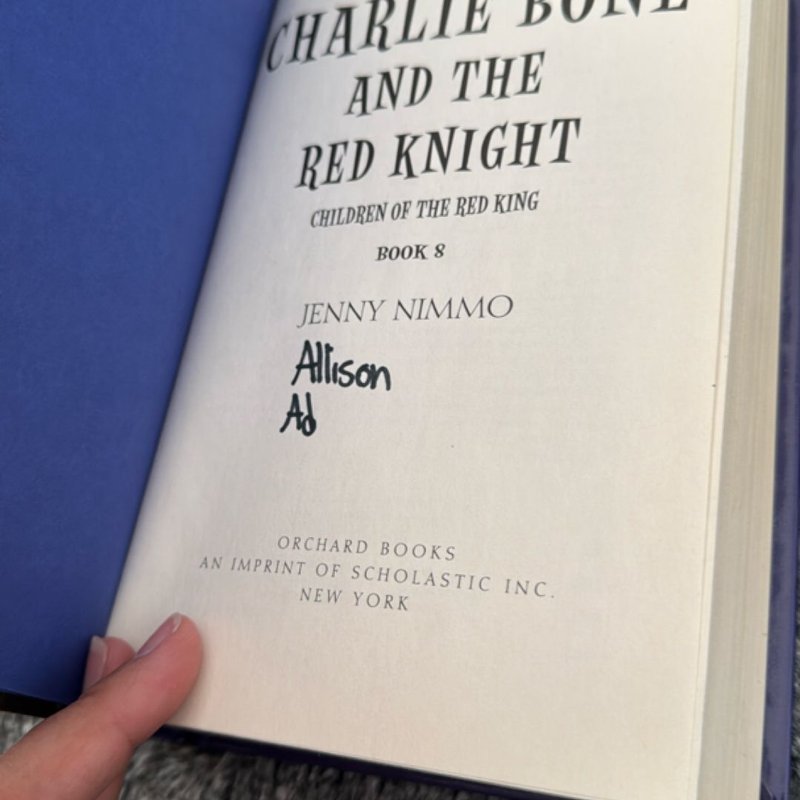 CHARLIE BONE
AND THE
RED KNIGHT
CHILDREN OF THE RED KING
BOOK 8
JENNY NIMMO
Allison
Ad
ORCHARD BOOKS
AN IMPRINT OF SCHOLASTIC INC.
NEW YORK